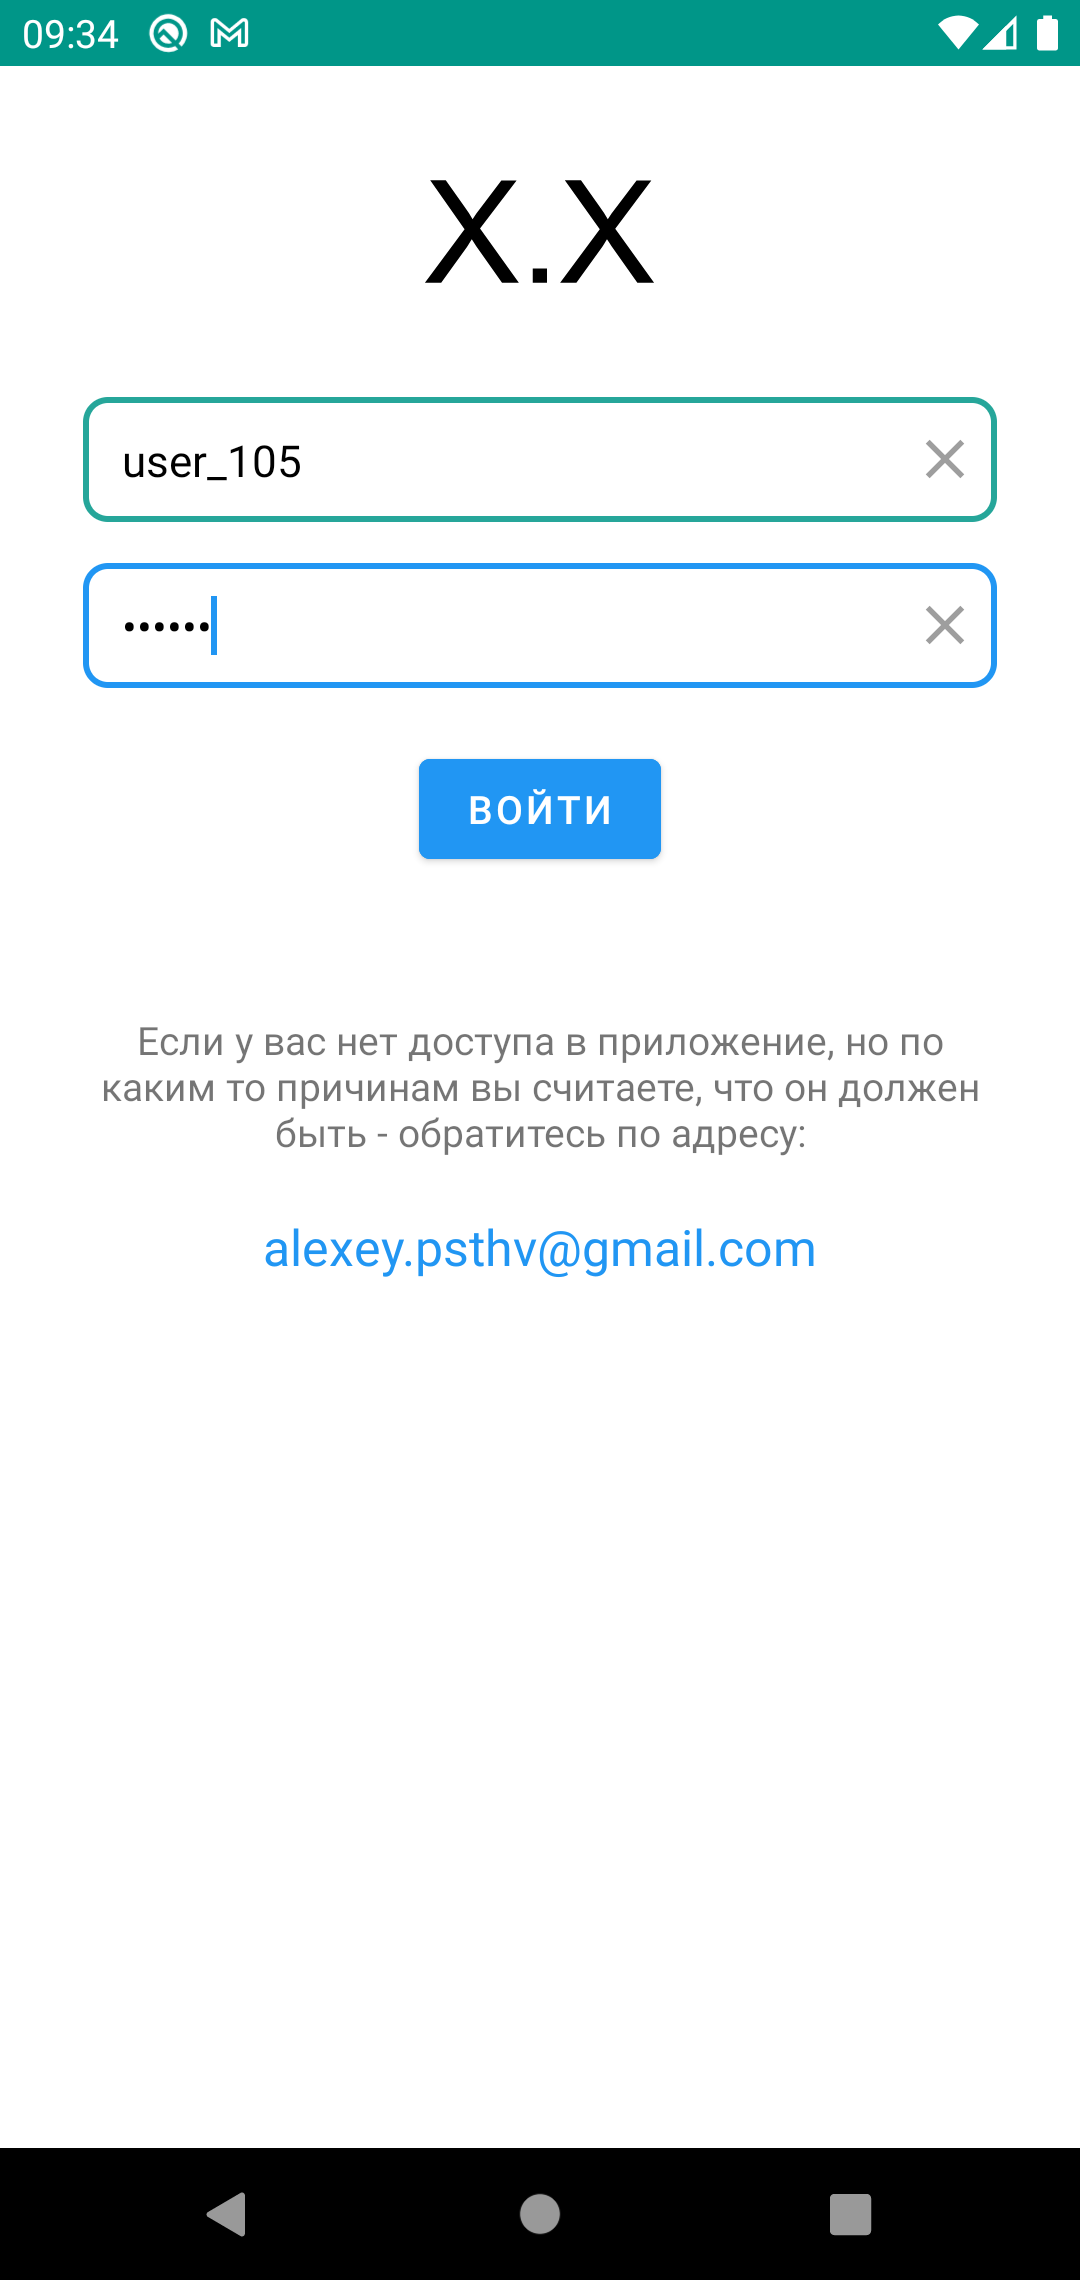 09:34
X.X
user_105
••••••
ВОЙТИ
Если у вас нет доступа в приложение, но по
каким то причинам вы считаете, что он должен
быть - обратитесь по адресу:
alexey.psthv@gmail.com